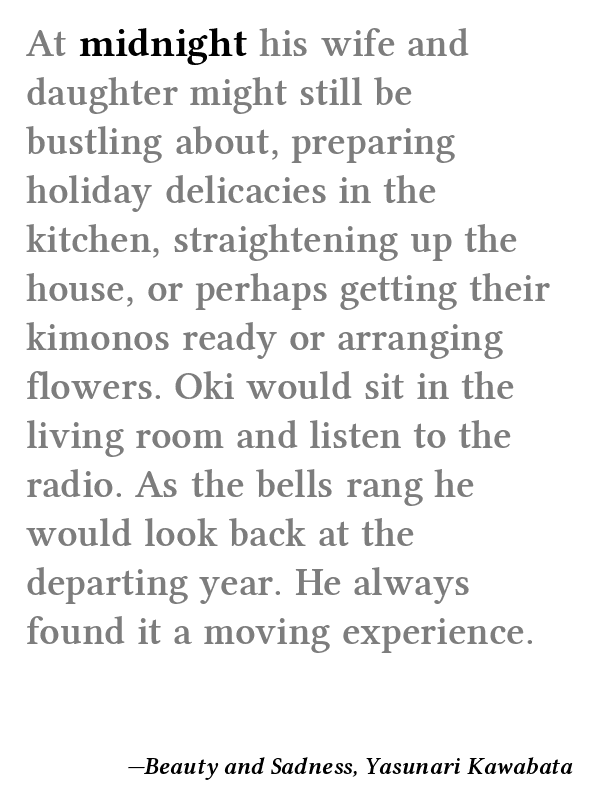 At midnight his wife and
daughter might still be
bustling about, preparing
holiday delicacies in the
kitchen, straightening up the
house, or perhaps getting their
kimonos ready or arranging
flowers. Oki would sit in the
living room and listen to the
radio. As the bells rang he
would look back at the
departing year. He always
found it a moving experience.
—Beauty and Sadness, Yasunari Kawabata